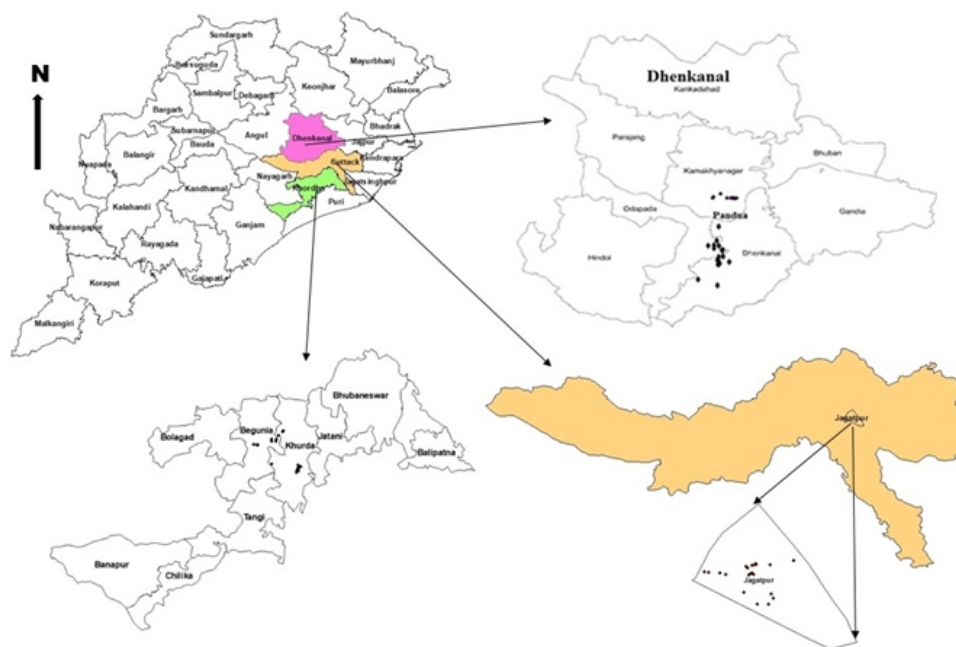 N
Sundargarh
Jharsuguda
Sambalpur
Debagarh
Keonjhar
Mayurbhanj
Balasore
Bargarh
Subarnapur
Angul
Dhenkanal
Jajpur
Bhadrak
Nuapada
Balangir
Bauda
Cuttack
Kendrapara
Nayagarh
Jagatsinghpur
Kandhamal
Khordha
Puri
Kalahandi
Ganjam
Nabarangapur
Rayagada
Gajapati
Koraput
Malkangiri
Dhenkanal
Kankadahad
Parajang
Bhuban
Kamakhyanagar
Odapada
Pandua
Gandia
Hindol
Dhenkanal
Bhubaneswar
Begunia
Bolagad
Khurda
Jatani
Balipatna
Tangi
Banapur
Chilika
Jagatpur
Jagatpur